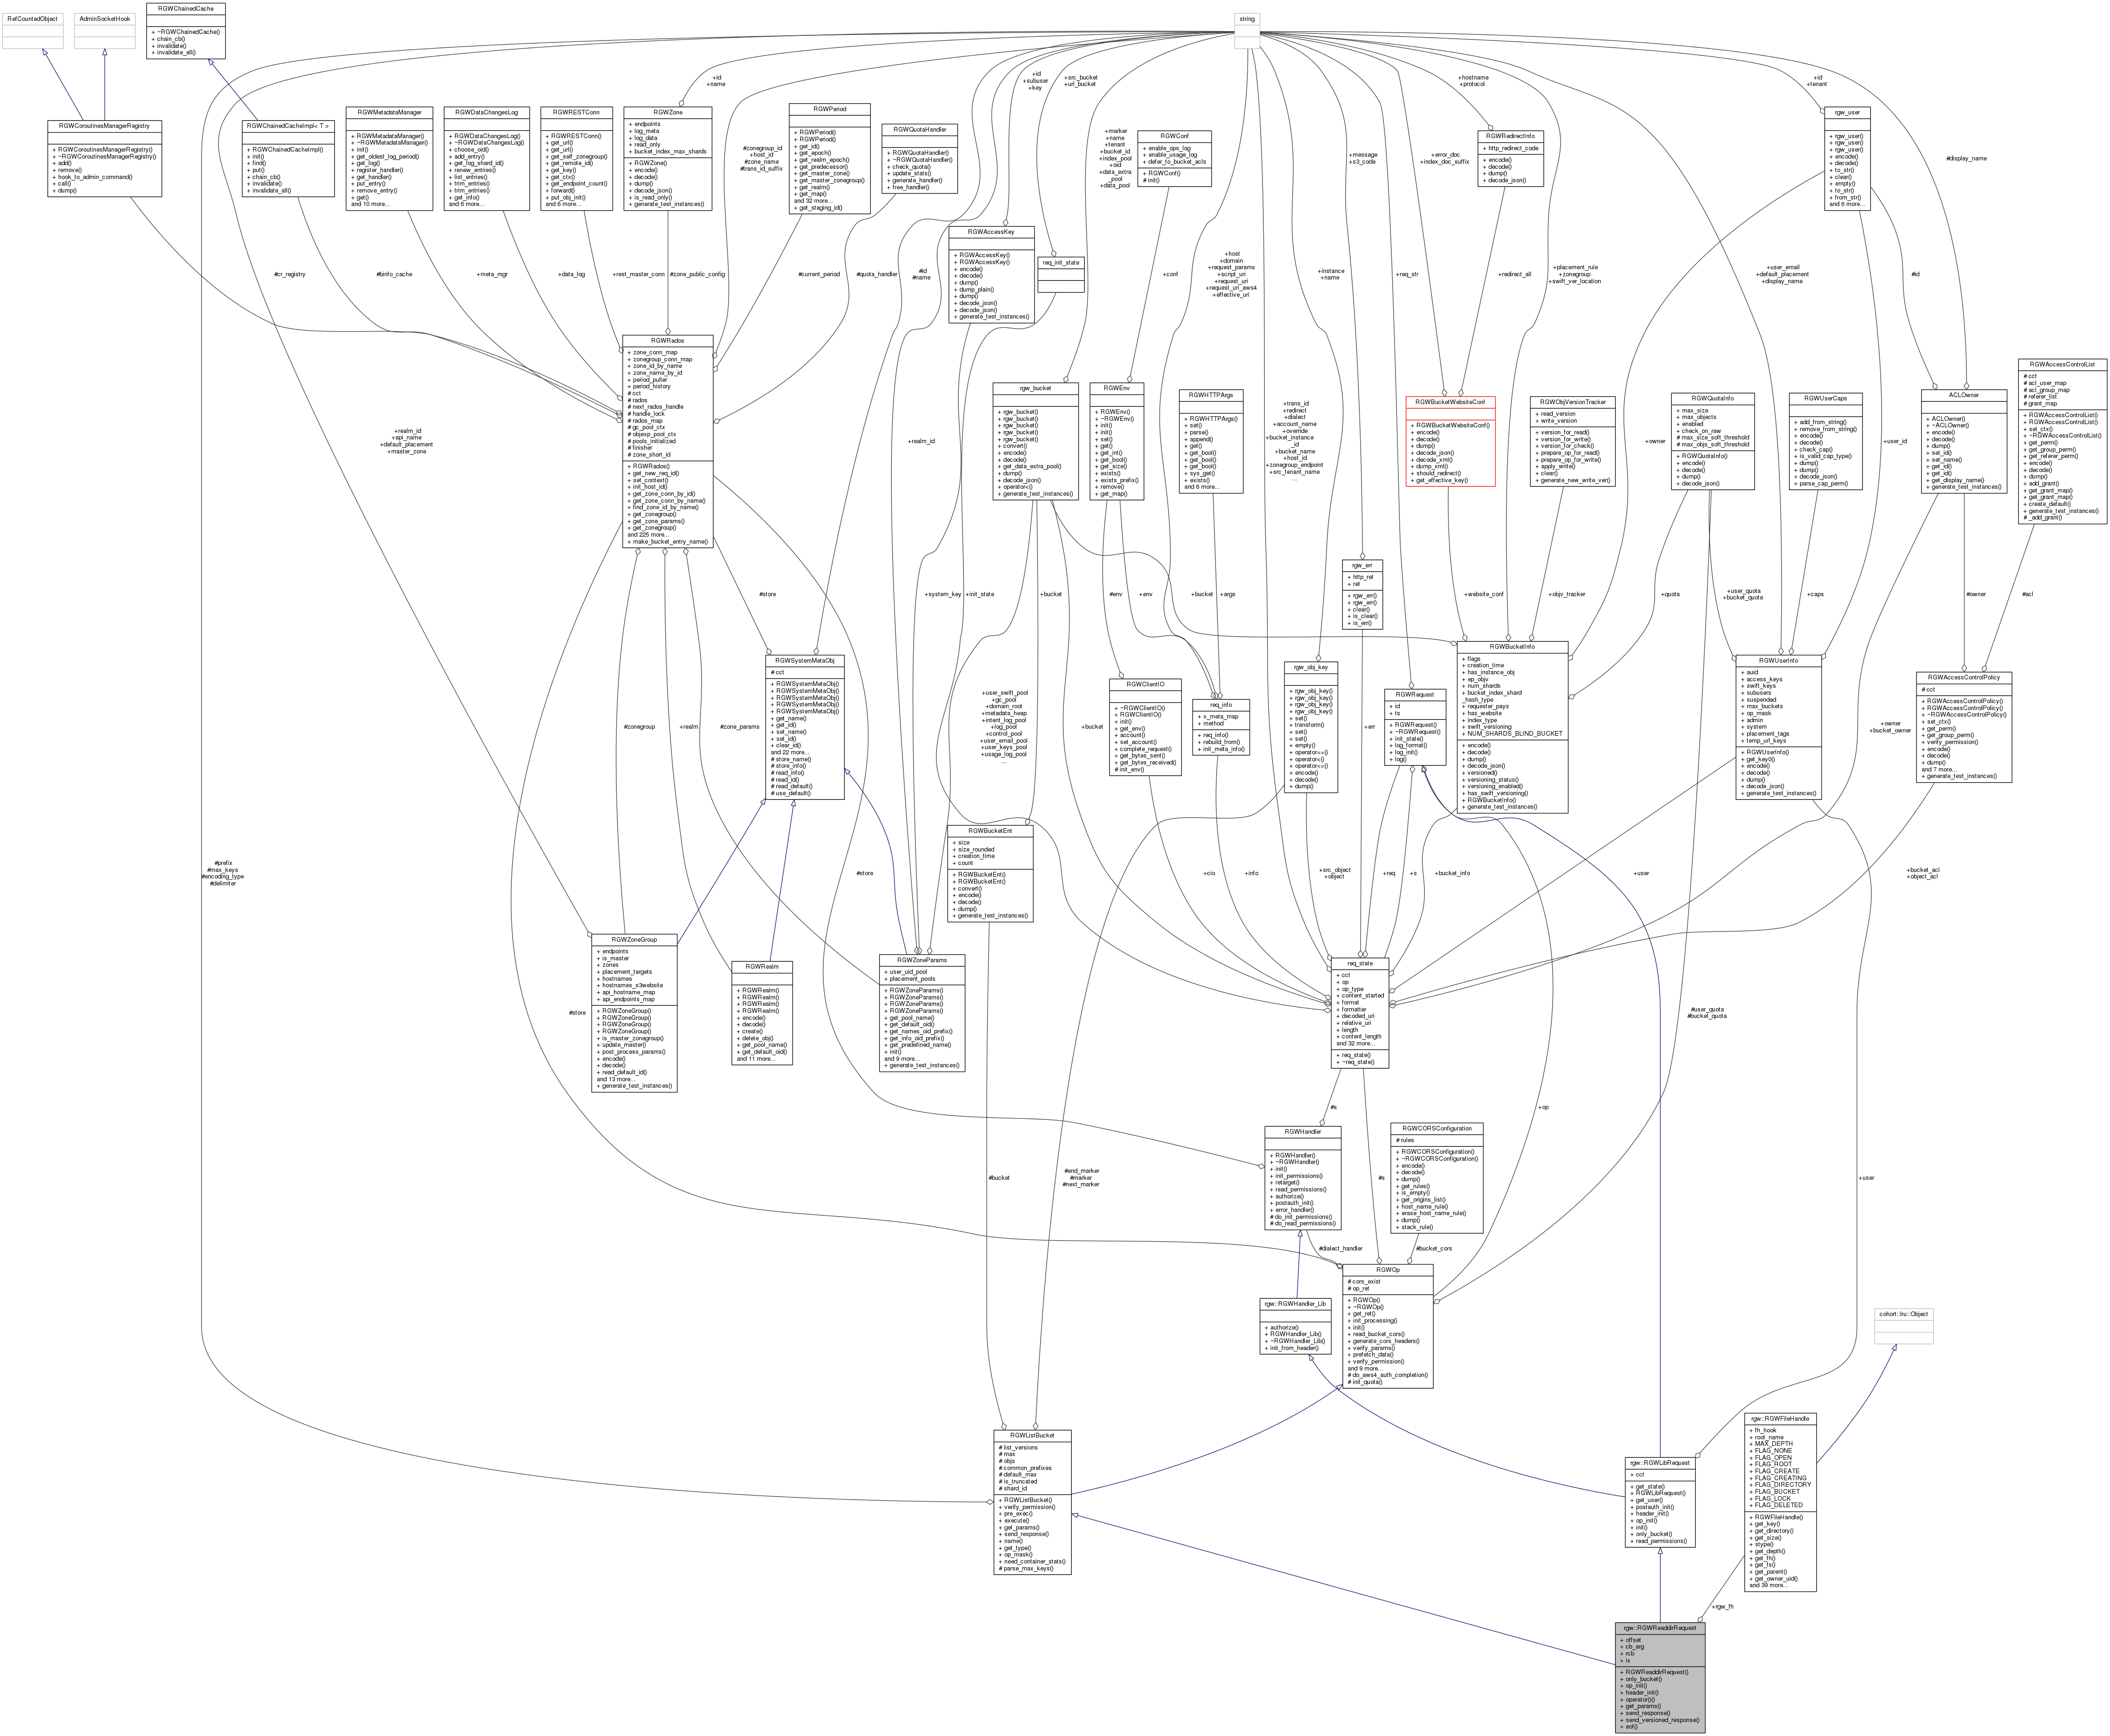 RefCountedObject
AdminSocketHook
RGWChainedCache
+ ~RGWChainedCache()
+ chain_cb()
+ invalidate()
+ invalidate_all()
string
RGWCoroutinesManagerRegistry
+ RGWCoroutinesManagerRegistry()
+ ~RGWCoroutinesManagerRegistry()
+ add()
+ remove()
+ hook_to_admin_command()
+ call()
+ dump()
RGWChainedCacheImpl< T >
+ RGWChainedCacheImpl()
+ init()
+ find()
+ put()
+ chain_cb()
+ invalidate()
+ invalidate_all()
RGWMetadataManager
+ RGWMetadataManager()
+ ~RGWMetadataManager()
+ init()
+ get_oldest_log_period()
+ get_log()
+ register_handler()
+ get_handler()
+ put_entry()
+ remove_entry()
+ get()
and 10 more...
RGWDataChangesLog
+ RGWDataChangesLog()
+ ~RGWDataChangesLog()
+ choose_oid()
+ add_entry()
+ get_log_shard_id()
+ renew_entries()
+ list_entries()
+ trim_entries()
+ trim_entries()
+ get_info()
and 6 more...
RGWRESTConn
+ RGWRESTConn()
+ get_url()
+ get_url()
+ get_self_zonegroup()
+ get_remote_id()
+ get_key()
+ get_ctx()
+ get_endpoint_count()
+ forward()
+ put_obj_init()
and 6 more...
RGWZone
+ endpoints
+ log_meta
+ log_data
+ read_only
+ bucket_index_max_shards
+ RGWZone()
+ encode()
+ decode()
+ dump()
+ decode_json()
+ is_read_only()
+ generate_test_instances()
RGWPeriod
+ RGWPeriod()
+ RGWPeriod()
+ get_id()
+ get_epoch()
+ get_realm_epoch()
+ get_predecessor()
+ get_master_zone()
+ get_master_zonegroup()
+ get_realm()
+ get_map()
and 32 more...
+ get_staging_id()
RGWQuotaHandler
+ RGWQuotaHandler()
+ ~RGWQuotaHandler()
+ check_quota()
+ update_stats()
+ generate_handler()
+ free_handler()
RGWAccessKey
+ RGWAccessKey()
+ RGWAccessKey()
+ encode()
+ decode()
+ dump()
+ dump_plain()
+ dump()
+ decode_json()
+ decode_json()
+ generate_test_instances()
req_init_state
RGWConf
+ enable_ops_log
+ enable_usage_log
+ defer_to_bucket_acls
+ RGWConf()
# init()
RGWRedirectInfo
+ http_redirect_code
+ encode()
+ decode()
+ dump()
+ decode_json()
rgw_user
+ rgw_user()
+ rgw_user()
+ rgw_user()
+ encode()
+ decode()
+ to_str()
+ clear()
+ empty()
+ to_str()
+ from_str()
and 6 more...
+id
+name
#zonegroup_id
+host_id
#zone_name
#trans_id_suffix
+id
+subuser
+key
+src_bucket
+url_bucket
+marker
+name
+tenant
+bucket_id
+index_pool
+oid
+data_extra
_pool
+data_pool
+message
+s3_code
+error_doc
+index_doc_suffix
+hostname
+protocol
+id
+tenant
#display_name
#cr_registry
#binfo_cache
+meta_mgr
+data_log
+rest_master_conn
#zone_public_config
#current_period
#quota_handler
#id
#name
+conf
+host
+domain
+request_params
+script_uri
+request_uri
+request_uri_aws4
+effective_uri
+instance
+name
+req_str
+redirect_all
+placement_rule
+zonegroup
+swift_ver_location
+user_email
+default_placement
+display_name
#id
RGWRados
+ zone_conn_map
+ zonegroup_conn_map
+ zone_id_by_name
+ zone_name_by_id
+ period_puller
+ period_history
# cct
# rados
# next_rados_handle
# handle_lock
# rados_map
# gc_pool_ctx
# objexp_pool_ctx
# pools_initialized
# finisher
# zone_short_id
+ RGWRados()
+ get_new_req_id()
+ set_context()
+ init_host_id()
+ get_zone_conn_by_id()
+ get_zone_conn_by_name()
+ find_zone_id_by_name()
+ get_zonegroup()
+ get_zone_params()
+ get_zonegroup()
and 225 more...
+ make_bucket_entry_name()
rgw_bucket
+ rgw_bucket()
+ rgw_bucket()
+ rgw_bucket()
+ rgw_bucket()
+ rgw_bucket()
+ convert()
+ encode()
+ decode()
+ get_data_extra_pool()
+ dump()
+ decode_json()
+ operator<()
+ generate_test_instances()
RGWEnv
+ RGWEnv()
+ ~RGWEnv()
+ init()
+ init()
+ set()
+ get()
+ get_int()
+ get_bool()
+ get_size()
+ exists()
+ exists_prefix()
+ remove()
+ get_map()
RGWHTTPArgs
+ RGWHTTPArgs()
+ set()
+ parse()
+ append()
+ get()
+ get()
+ get_bool()
+ get_bool()
+ sys_get()
+ exists()
and 6 more...
RGWBucketWebsiteConf
+ RGWBucketWebsiteConf()
+ encode()
+ decode()
+ dump()
+ decode_json()
+ decode_xml()
+ dump_xml()
+ should_redirect()
+ get_effective_key()
RGWObjVersionTracker
+ read_version
+ write_version
+ version_for_read()
+ version_for_write()
+ version_for_check()
+ prepare_op_for_read()
+ prepare_op_for_write()
+ apply_write()
+ clear()
+ generate_new_write_ver()
RGWQuotaInfo
+ max_size
+ max_objects
+ enabled
+ check_on_raw
# max_size_soft_threshold
# max_objs_soft_threshold
+ RGWQuotaInfo()
+ encode()
+ decode()
+ dump()
+ decode_json()
RGWUserCaps
+ add_from_string()
+ remove_from_string()
+ encode()
+ decode()
+ check_cap()
+ is_valid_cap_type()
+ dump()
+ dump()
+ decode_json()
+ parse_cap_perm()
ACLOwner
+ ACLOwner()
+ ~ACLOwner()
+ encode()
+ decode()
+ dump()
+ set_id()
+ set_name()
+ get_id()
+ get_id()
+ get_display_name()
+ generate_test_instances()
RGWAccessControlList
# cct
# acl_user_map
# acl_group_map
# referer_list
# grant_map
+ RGWAccessControlList()
+ RGWAccessControlList()
+ set_ctx()
+ ~RGWAccessControlList()
+ get_perm()
+ get_group_perm()
+ get_referer_perm()
+ encode()
+ decode()
+ dump()
+ add_grant()
+ get_grant_map()
+ get_grant_map()
+ create_default()
+ generate_test_instances()
# _add_grant()
+realm_id
+api_name
+default_placement
+master_zone
+realm_id
#trans_id
+redirect
+dialect
+account_name
+override
+bucket_instance
_id
+bucket_name
+host_id
+zonegroup_endpoint
+src_tenant_name
...
+owner
+user_id
#store
+system_key
+init_state
+bucket
#env
+env
+bucket
+args
rgw_err
+ http_ret
+ ret
+ rgw_err()
+ rgw_err()
+ clear()
+ is_clear()
+ is_err()
+website_conf
+objv_tracker
+quota
+user_quota
+bucket_quota
+caps
#owner
#acl
RGWSystemMetaObj
# cct
+ RGWSystemMetaObj()
+ RGWSystemMetaObj()
+ RGWSystemMetaObj()
+ RGWSystemMetaObj()
+ RGWSystemMetaObj()
+ get_name()
+ get_id()
+ set_name()
+ set_id()
+ clear_id()
and 22 more...
# store_name()
# store_info()
# read_info()
# read_id()
# read_default()
# use_default()
#zonegroup
+realm
#zone_params
+user_swift_pool
+gc_pool
+domain_root
+metadata_heap
+intent_log_pool
+log_pool
+control_pool
+user_email_pool
+user_keys_pool
+usage_log_pool
...
+bucket
RGWClientIO
+ ~RGWClientIO()
+ RGWClientIO()
+ init()
+ get_env()
+ account()
+ set_account()
+ complete_request()
+ get_bytes_sent()
+ get_bytes_received()
# init_env()
req_info
+ x_meta_map
+ method
+ req_info()
+ rebuild_from()
+ init_meta_info()
rgw_obj_key
+ rgw_obj_key()
+ rgw_obj_key()
+ rgw_obj_key()
+ rgw_obj_key()
+ set()
+ transform()
+ set()
+ set()
+ empty()
+ operator==()
+ operator<()
+ operator<=()
+ encode()
+ decode()
+ dump()
+err
RGWRequest
+ id
+ ts
+ RGWRequest()
+ ~RGWRequest()
+ init_state()
+ log_format()
+ log_init()
+ log()
RGWBucketInfo
+ flags
+ creation_time
+ has_instance_obj
+ ep_objv
+ num_shards
+ bucket_index_shard
_hash_type
+ requester_pays
+ has_website
+ index_type
+ swift_versioning
+ NUM_SHARDS_BLIND_BUCKET
+ encode()
+ decode()
+ dump()
+ decode_json()
+ versioned()
+ versioning_status()
+ versioning_enabled()
+ has_swift_versioning()
+ RGWBucketInfo()
+ generate_test_instances()
RGWUserInfo
+ auid
+ access_keys
+ swift_keys
+ subusers
+ suspended
+ max_buckets
+ op_mask
+ admin
+ system
+ placement_tags
+ temp_url_keys
+ RGWUserInfo()
+ get_key0()
+ encode()
+ decode()
+ dump()
+ decode_json()
+ generate_test_instances()
+owner
+bucket_owner
RGWAccessControlPolicy
# cct
+ RGWAccessControlPolicy()
+ RGWAccessControlPolicy()
+ ~RGWAccessControlPolicy()
+ set_ctx()
+ get_perm()
+ get_group_perm()
+ verify_permission()
+ encode()
+ decode()
+ dump()
and 7 more...
+ generate_test_instances()
#prefix
#max_keys
#encoding_type
#delimiter
#store
RGWBucketEnt
+ size
+ size_rounded
+ creation_time
+ count
+ RGWBucketEnt()
+ RGWBucketEnt()
+ convert()
+ encode()
+ decode()
+ dump()
+ generate_test_instances()
+cio
+info
+src_object
+object
+req
+s
+bucket_info
+user
+bucket_acl
+object_acl
RGWZoneGroup
+ endpoints
+ is_master
+ zones
+ placement_targets
+ hostnames
+ hostnames_s3website
+ api_hostname_map
+ api_endpoints_map
+ RGWZoneGroup()
+ RGWZoneGroup()
+ RGWZoneGroup()
+ RGWZoneGroup()
+ is_master_zonegroup()
+ update_master()
+ post_process_params()
+ encode()
+ decode()
+ read_default_id()
and 13 more...
+ generate_test_instances()
#store
RGWRealm
+ RGWRealm()
+ RGWRealm()
+ RGWRealm()
+ RGWRealm()
+ encode()
+ decode()
+ create()
+ delete_obj()
+ get_pool_name()
+ get_default_oid()
and 11 more...
RGWZoneParams
+ user_uid_pool
+ placement_pools
+ RGWZoneParams()
+ RGWZoneParams()
+ RGWZoneParams()
+ RGWZoneParams()
+ get_pool_name()
+ get_default_oid()
+ get_names_oid_prefix()
+ get_info_oid_prefix()
+ get_predefined_name()
+ init()
and 9 more...
+ generate_test_instances()
req_state
+ cct
+ op
+ op_type
+ content_started
+ format
+ formatter
+ decoded_uri
+ relative_uri
+ length
+ content_length
and 32 more...
+ req_state()
+ ~req_state()
#user_quota
#bucket_quota
#s
+op
RGWHandler
+ RGWHandler()
+ ~RGWHandler()
+ init()
+ init_permissions()
+ retarget()
+ read_permissions()
+ authorize()
+ postauth_init()
+ error_handler()
# do_init_permissions()
# do_read_permissions()
#s
RGWCORSConfiguration
# rules
+ RGWCORSConfiguration()
+ ~RGWCORSConfiguration()
+ encode()
+ decode()
+ dump()
+ get_rules()
+ is_empty()
+ get_origins_list()
+ host_name_rule()
+ erase_host_name_rule()
+ dump()
+ stack_rule()
#bucket
#end_marker
#marker
#next_marker
+user
#dialect_handler
#bucket_cors
RGWOp
# cors_exist
# op_ret
+ RGWOp()
+ ~RGWOp()
+ get_ret()
+ init_processing()
+ init()
+ read_bucket_cors()
+ generate_cors_headers()
+ verify_params()
+ prefetch_data()
+ verify_permission()
and 9 more...
# do_aws4_auth_completion()
# init_quota()
rgw::RGWHandler_Lib
+ authorize()
+ RGWHandler_Lib()
+ ~RGWHandler_Lib()
+ init_from_header()
cohort::lru::Object
RGWListBucket
# list_versions
# max
# objs
# common_prefixes
# default_max
# is_truncated
# shard_id
+ RGWListBucket()
+ verify_permission()
+ pre_exec()
+ execute()
+ get_params()
+ send_response()
+ name()
+ get_type()
+ op_mask()
+ need_container_stats()
# parse_max_keys()
rgw::RGWLibRequest
+ cct
+ get_state()
+ RGWLibRequest()
+ get_user()
+ postauth_init()
+ header_init()
+ op_init()
+ init()
+ only_bucket()
+ read_permissions()
rgw::RGWFileHandle
+ fh_hook
+ root_name
+ MAX_DEPTH
+ FLAG_NONE
+ FLAG_OPEN
+ FLAG_ROOT
+ FLAG_CREATE
+ FLAG_CREATING
+ FLAG_DIRECTORY
+ FLAG_BUCKET
+ FLAG_LOCK
+ FLAG_DELETED
+ RGWFileHandle()
+ get_key()
+ get_directory()
+ get_size()
+ stype()
+ get_depth()
+ get_fh()
+ get_fs()
+ get_parent()
+ get_owner_uid()
and 39 more...
+rgw_fh
rgw::RGWReaddirRequest
+ offset
+ cb_arg
+ rcb
+ ix
+ RGWReaddirRequest()
+ only_bucket()
+ op_init()
+ header_init()
+ operator()()
+ get_params()
+ send_response()
+ send_versioned_response()
+ eof()